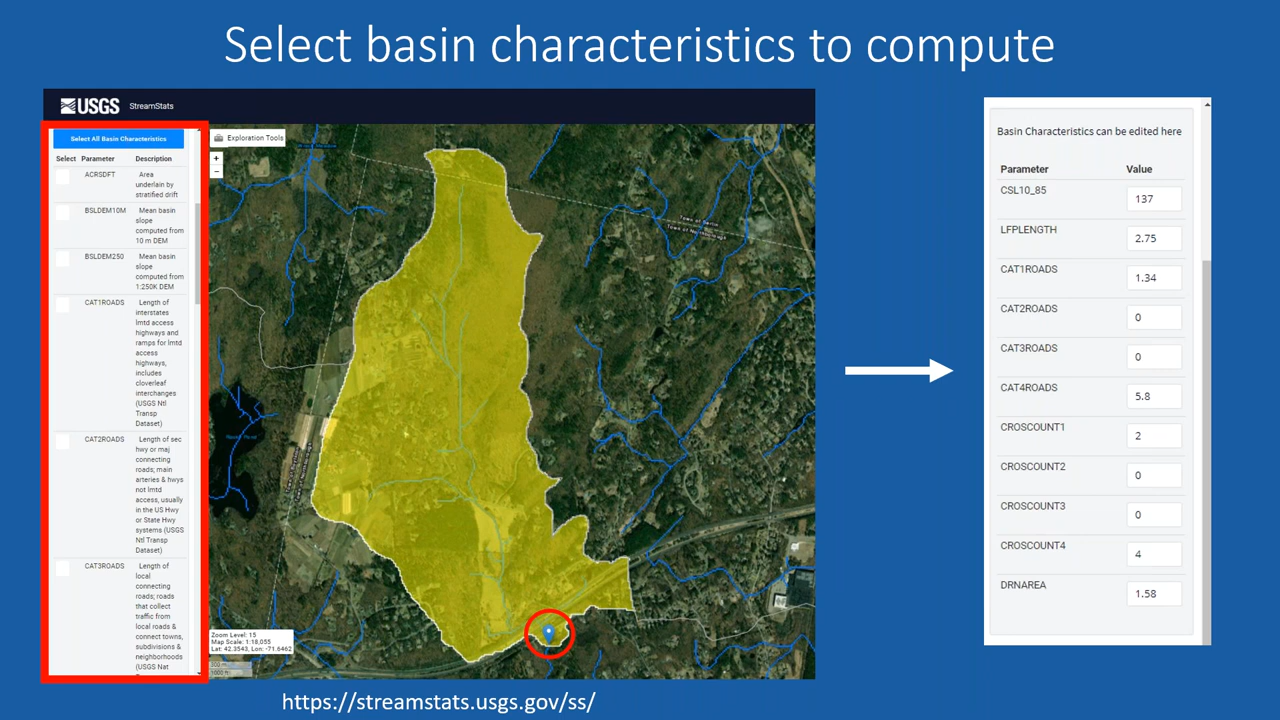 Select basin characteristics to compute
USGS StreamStats
Select All Basin Characteristics
Select Parameter Description
ACRSDFT Area
underlain by
stratified drift
BSLDEM10M Mean basin
slope
computed from
10 m DEM
BSLDEM250 Mean basin
slope
computed from
1:250K DEM
CAT1ROADS Length of
interstates
lmtd access
highways and
ramps for lmtd
access
highways,
includes
cloverleaf
interchanges
(USGS Ntl
Transp
Dataset)
CAT2ROADS Length of sec
hwy or maj
connecting
roads; main
arteries & hwys
not lmtd
access, usually
in the US Hwy
or State Hwy
systems (USGS
Ntl Transp
Dataset)
CAT3ROADS Length of
local
connecting
roads; roads
that collect
traffic from
local roads &
connect towns,
subdivisions &
neighborhoods
(USGS Nat
Exploration Tools
+
−
Zoom Level: 15
Map Scale: 1:18,055
Lat: 42.3543, Lon: -71.6462
300 m
1000 ft
https://streamstats.usgs.gov/ss/
Basin Characteristics can be edited here
Parameter Value
CSL10_85 137
LFPLENGTH 2.75
CAT1ROADS 1.34
CAT2ROADS 0
CAT3ROADS 0
CAT4ROADS 5.8
CROSCOUNT1 2
CROSCOUNT2 0
CROSCOUNT3 0
CROSCOUNT4 4
DRNAREA 1.58